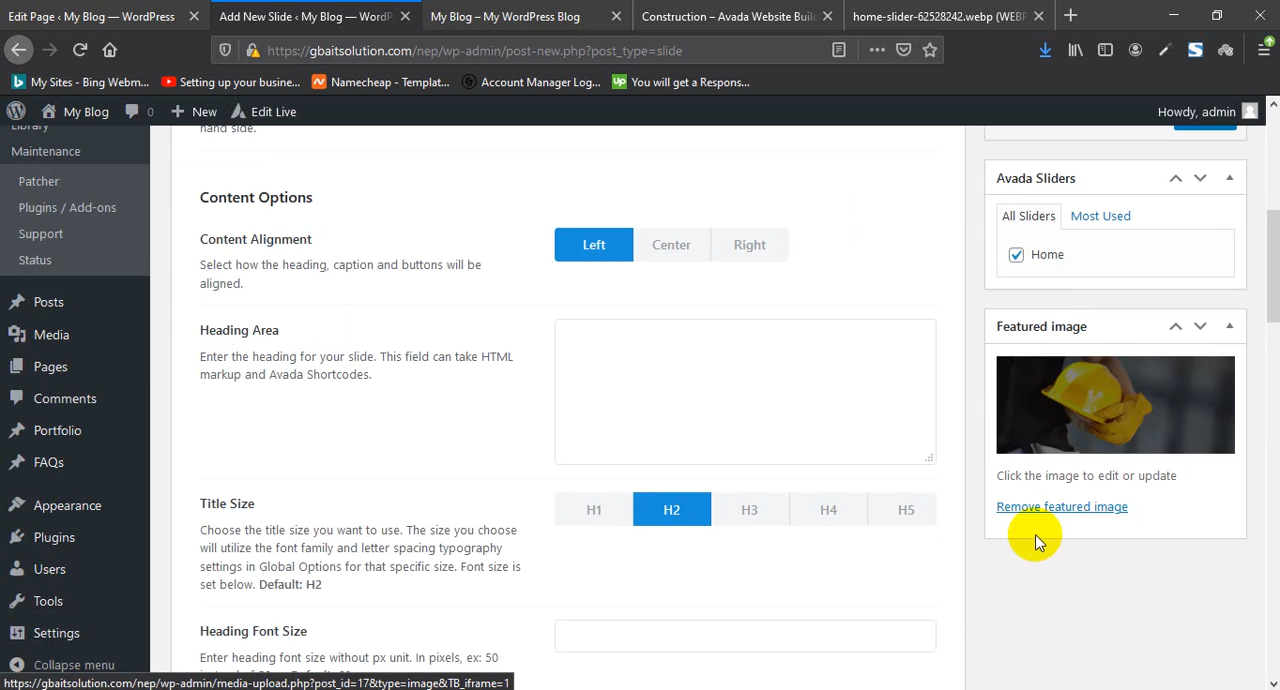 Edit Page ‹ My Blog — WordPress
Add New Slide ‹ My Blog — WordP
My Blog – My WordPress Blog
Construction – Avada Website Buil
home-slider-62528242.webp (WEBP
https://gbaitsolution.com/nep/wp-admin/post-new.php?post_type=slide
My Sites - Bing Webm...
Setting up your busine...
Namecheap - Templat...
Account Manager Log...
You will get a Respon...
My Blog
0
New
Edit Live
Howdy, admin
Library
Maintenance
Patcher
Plugins / Add-ons
Support
Status
Posts
Media
Pages
Comments
Portfolio
FAQs
Appearance
Plugins
Users
Tools
Settings
Collapse menu
hand side.
Content Options
Content Alignment
Select how the heading, caption and buttons will be
aligned.
Left
Center
Right
Heading Area
Enter the heading for your slide. This field can take HTML
markup and Avada Shortcodes.
Title Size
Choose the title size you want to use. The size you choose
will utilize the font family and letter spacing typography
settings in Global Options for that specific size. Font size is
set below. Default: H2
H1
H2
H3
H4
H5
Heading Font Size
Enter heading font size without px unit. In pixels, ex: 50
Avada Sliders
All Sliders
Most Used
Home
Featured image
Click the image to edit or update
Remove featured image
https://gbaitsolution.com/nep/wp-admin/media-upload.php?post_id=17&type=image&TB_iframe=1